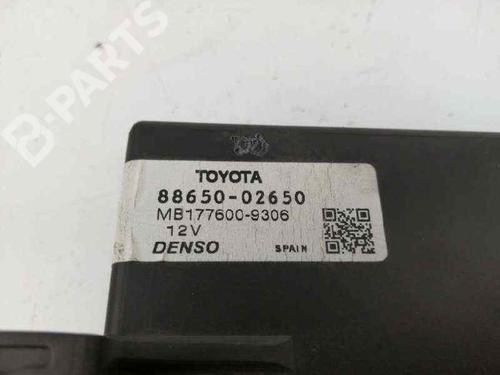 B-PARTS
TOYOTA
88650-02650
MB177600-9306
12V
DENSO SPAIN